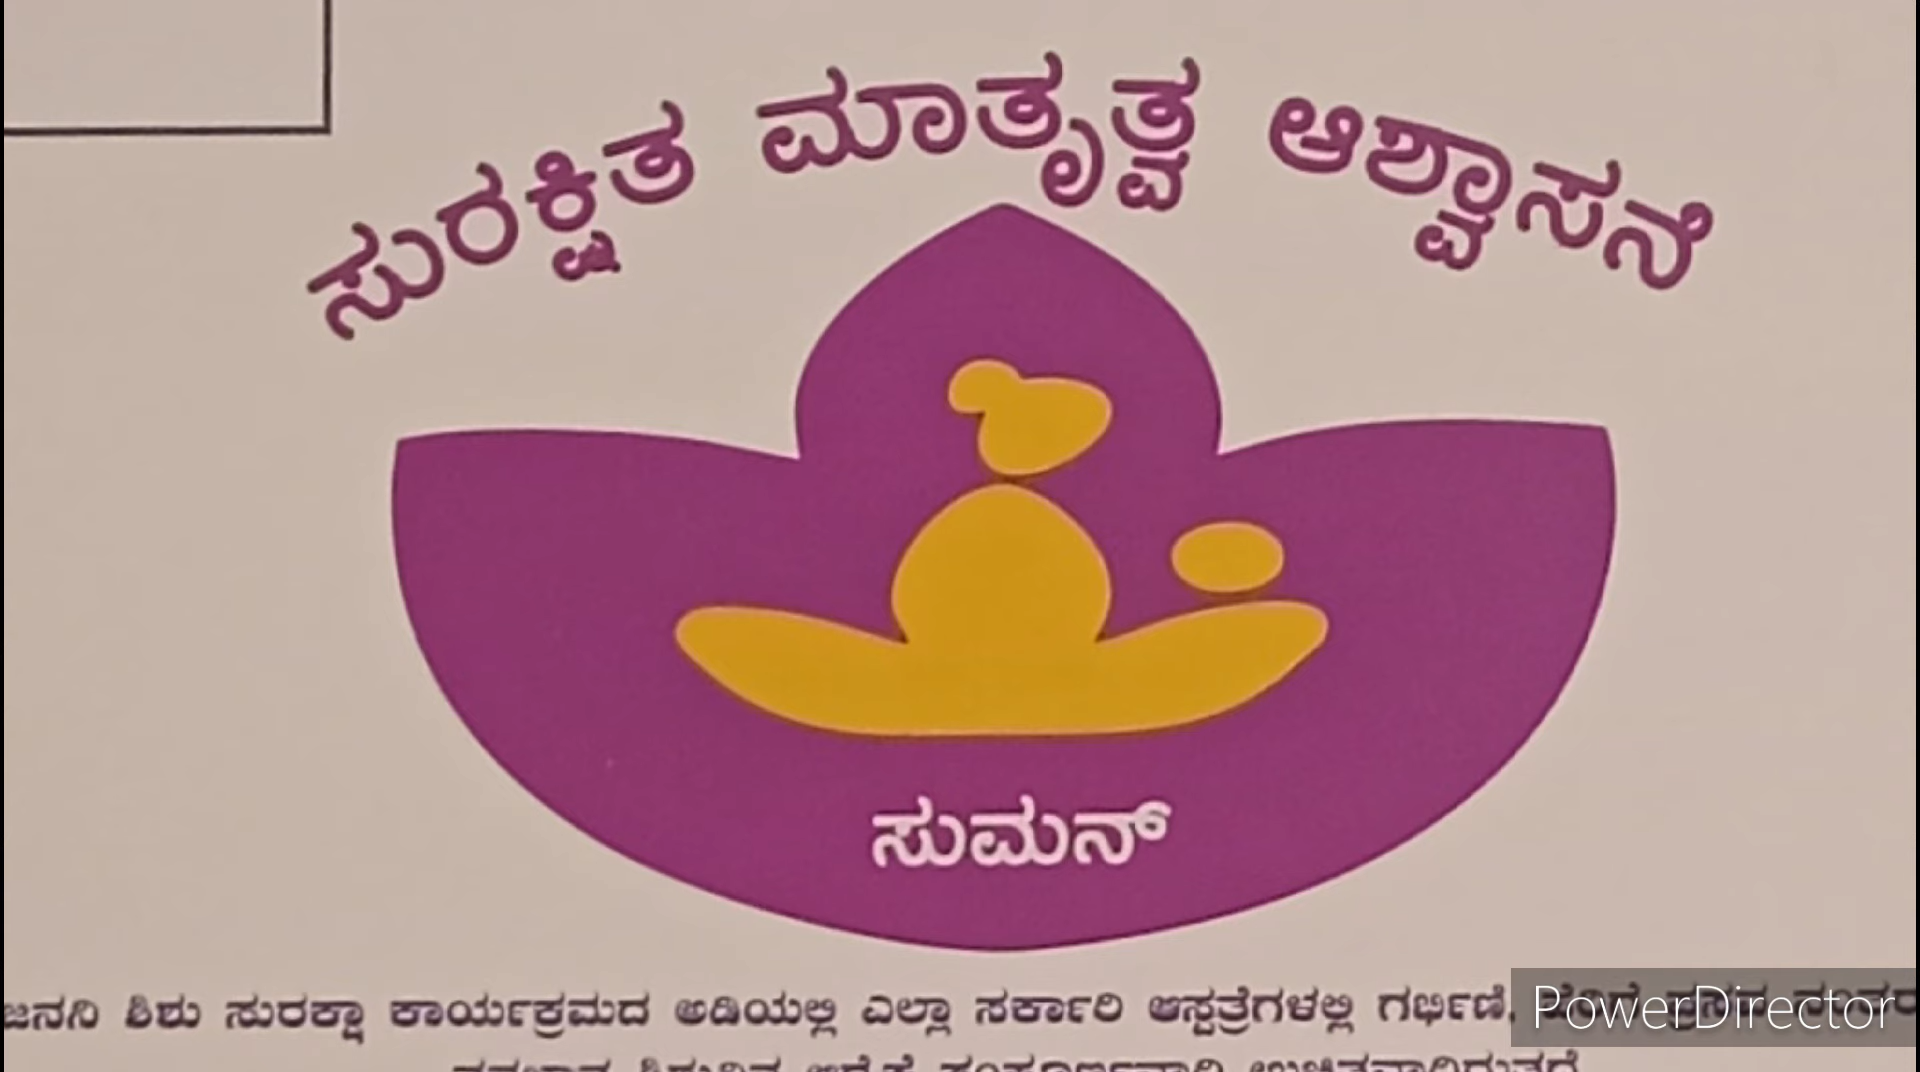 ಸುರಕ್ಷಿತ ಮಾತೃತ್ವ ಆಶ್ವಾಸನೆ
ಸುಮನ್
ಜನನಿ ಶಿಶು ಸುರಕ್ಷಾ ಕಾರ್ಯಕ್ರಮದ ಅಡಿಯಲ್ಲಿ ಎಲ್ಲಾ ಸರ್ಕಾರಿ ಆಸ್ಪತ್ರೆಗಳಲ್ಲಿ ಗರ್ಭಿಣಿ,
PowerDirector